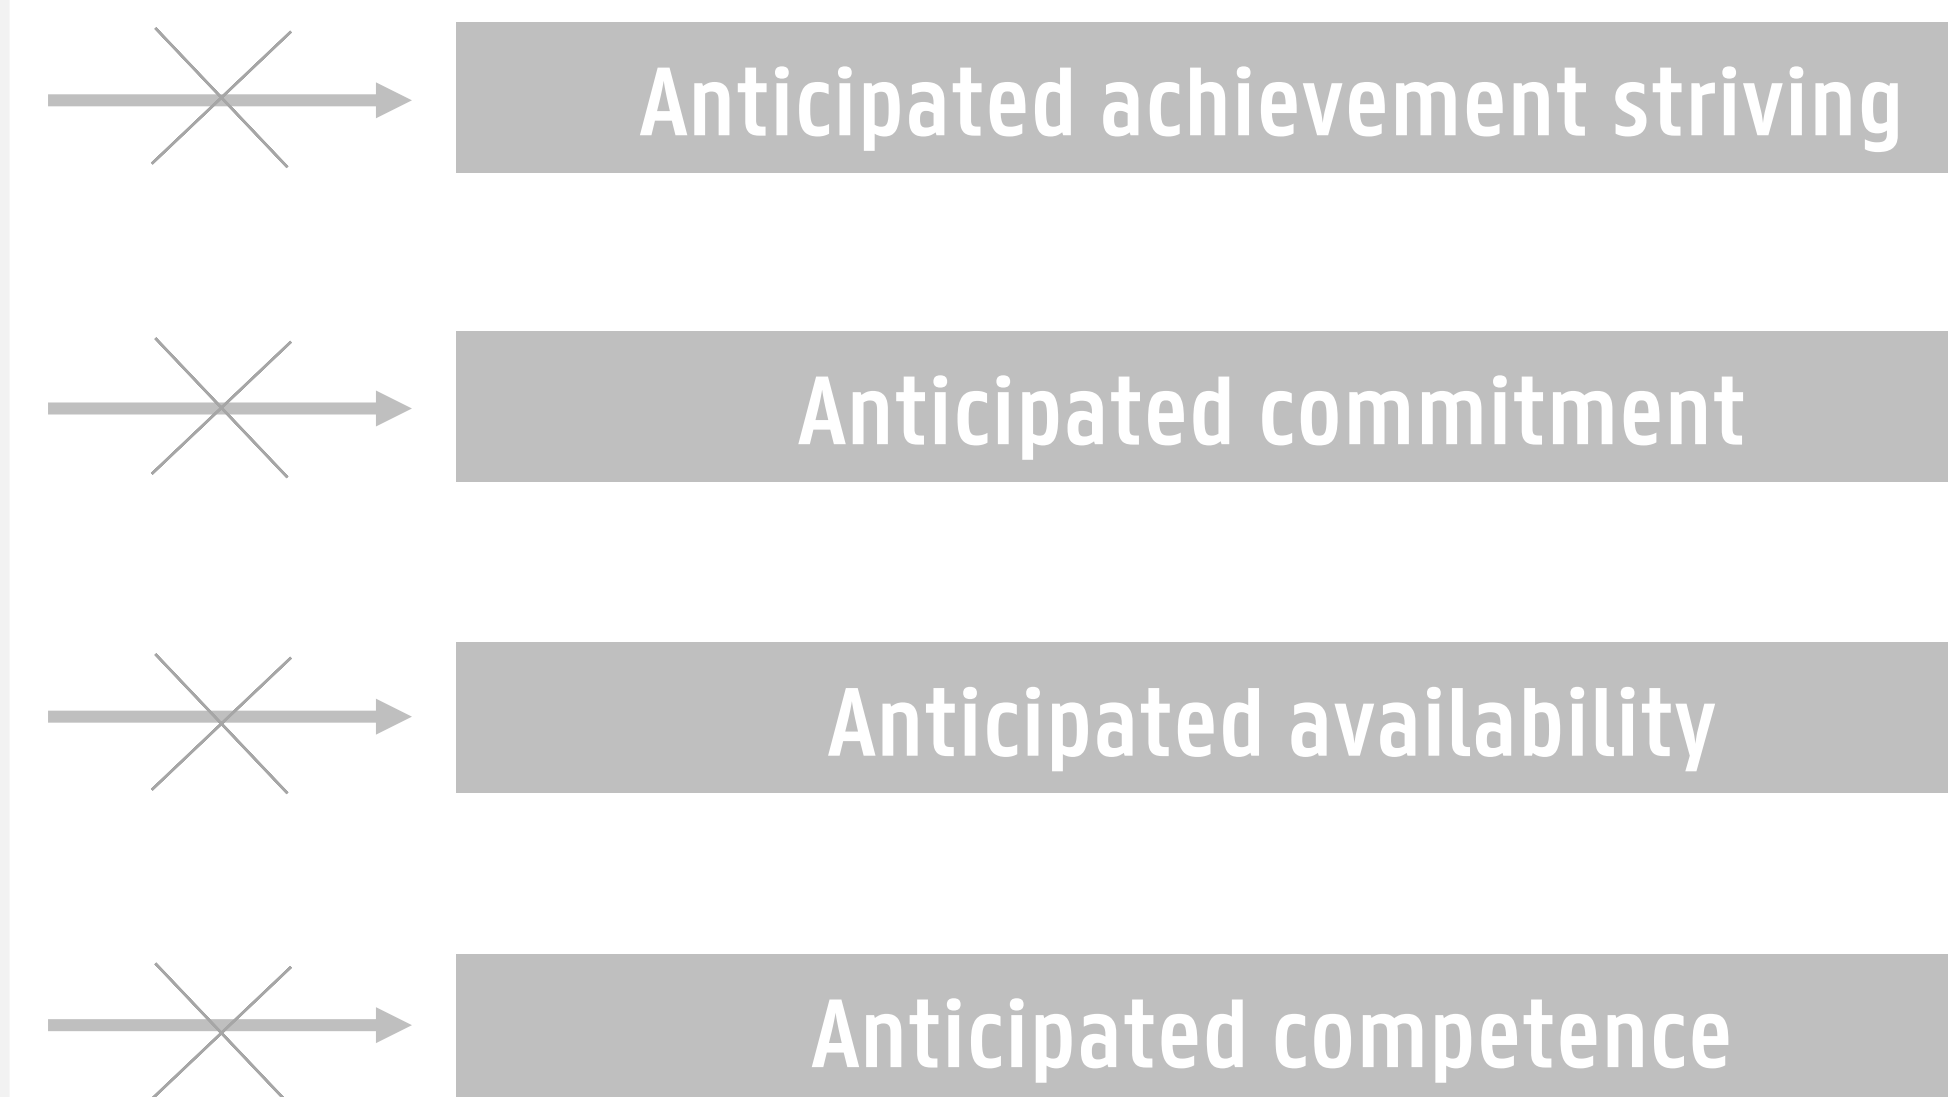 Anticipated achievement striving
Anticipated commitment
Anticipated availability
Anticipated competence